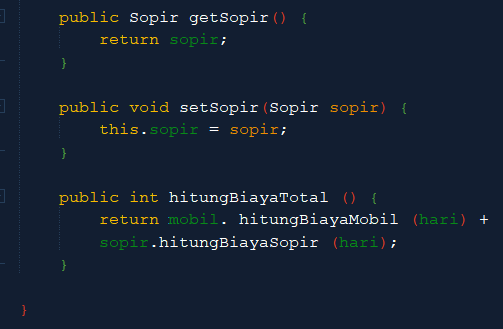 public Sopir getSopir() {
return sopir;
}
public void setSopir(Sopir sopir) {
this.sopir = sopir;
}
public int hitungBiayaTotal () {
return mobil. hitungBiayaMobil (hari) +
sopir.hitungBiayaSopir (hari);
}
}